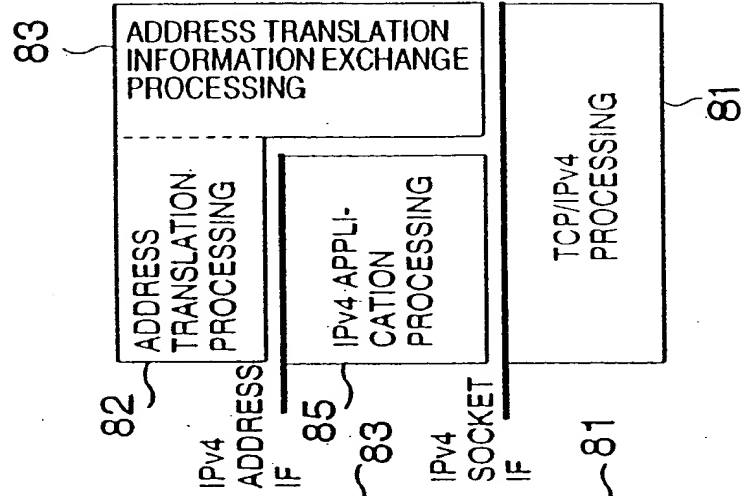 83
ADDRESS TRANSLATION
INFORMATION EXCHANGE
PROCESSING
82
ADDRESS
TRANSLATION
PROCESSING
IPv4
ADDRESS
IF
85
IPv4 APPLI-
CATION
PROCESSING
83
IPv4
SOCKET
IF
TCP/IPv4
PROCESSING
81
81